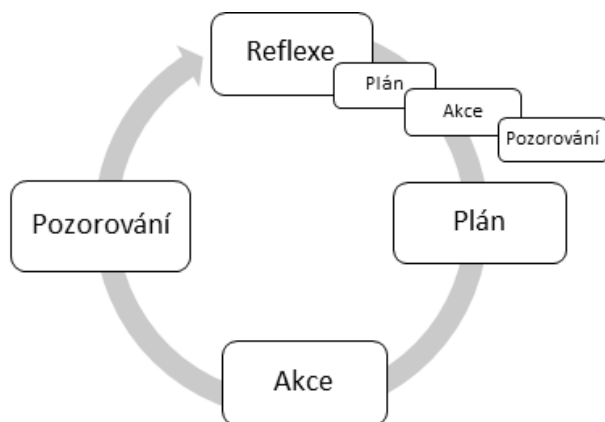 Reflexe
Plán
Akce
Pozorování
Plán
Akce
Pozorování